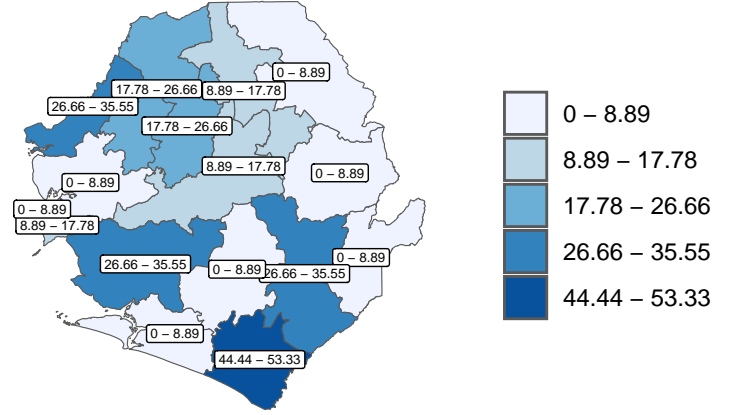 0 – 8.89
17.78 – 26.66
8.89 – 17.78
26.66 – 35.55
17.78 – 26.66
8.89 – 17.78
0 – 8.89
0 – 8.89
0 – 8.89
8.89 – 17.78
26.66 – 35.55
0 – 8.89
26.66 – 35.55
0 – 8.89
0 – 8.89
44.44 – 53.33
0 – 8.89
8.89 – 17.78
17.78 – 26.66
26.66 – 35.55
44.44 – 53.33